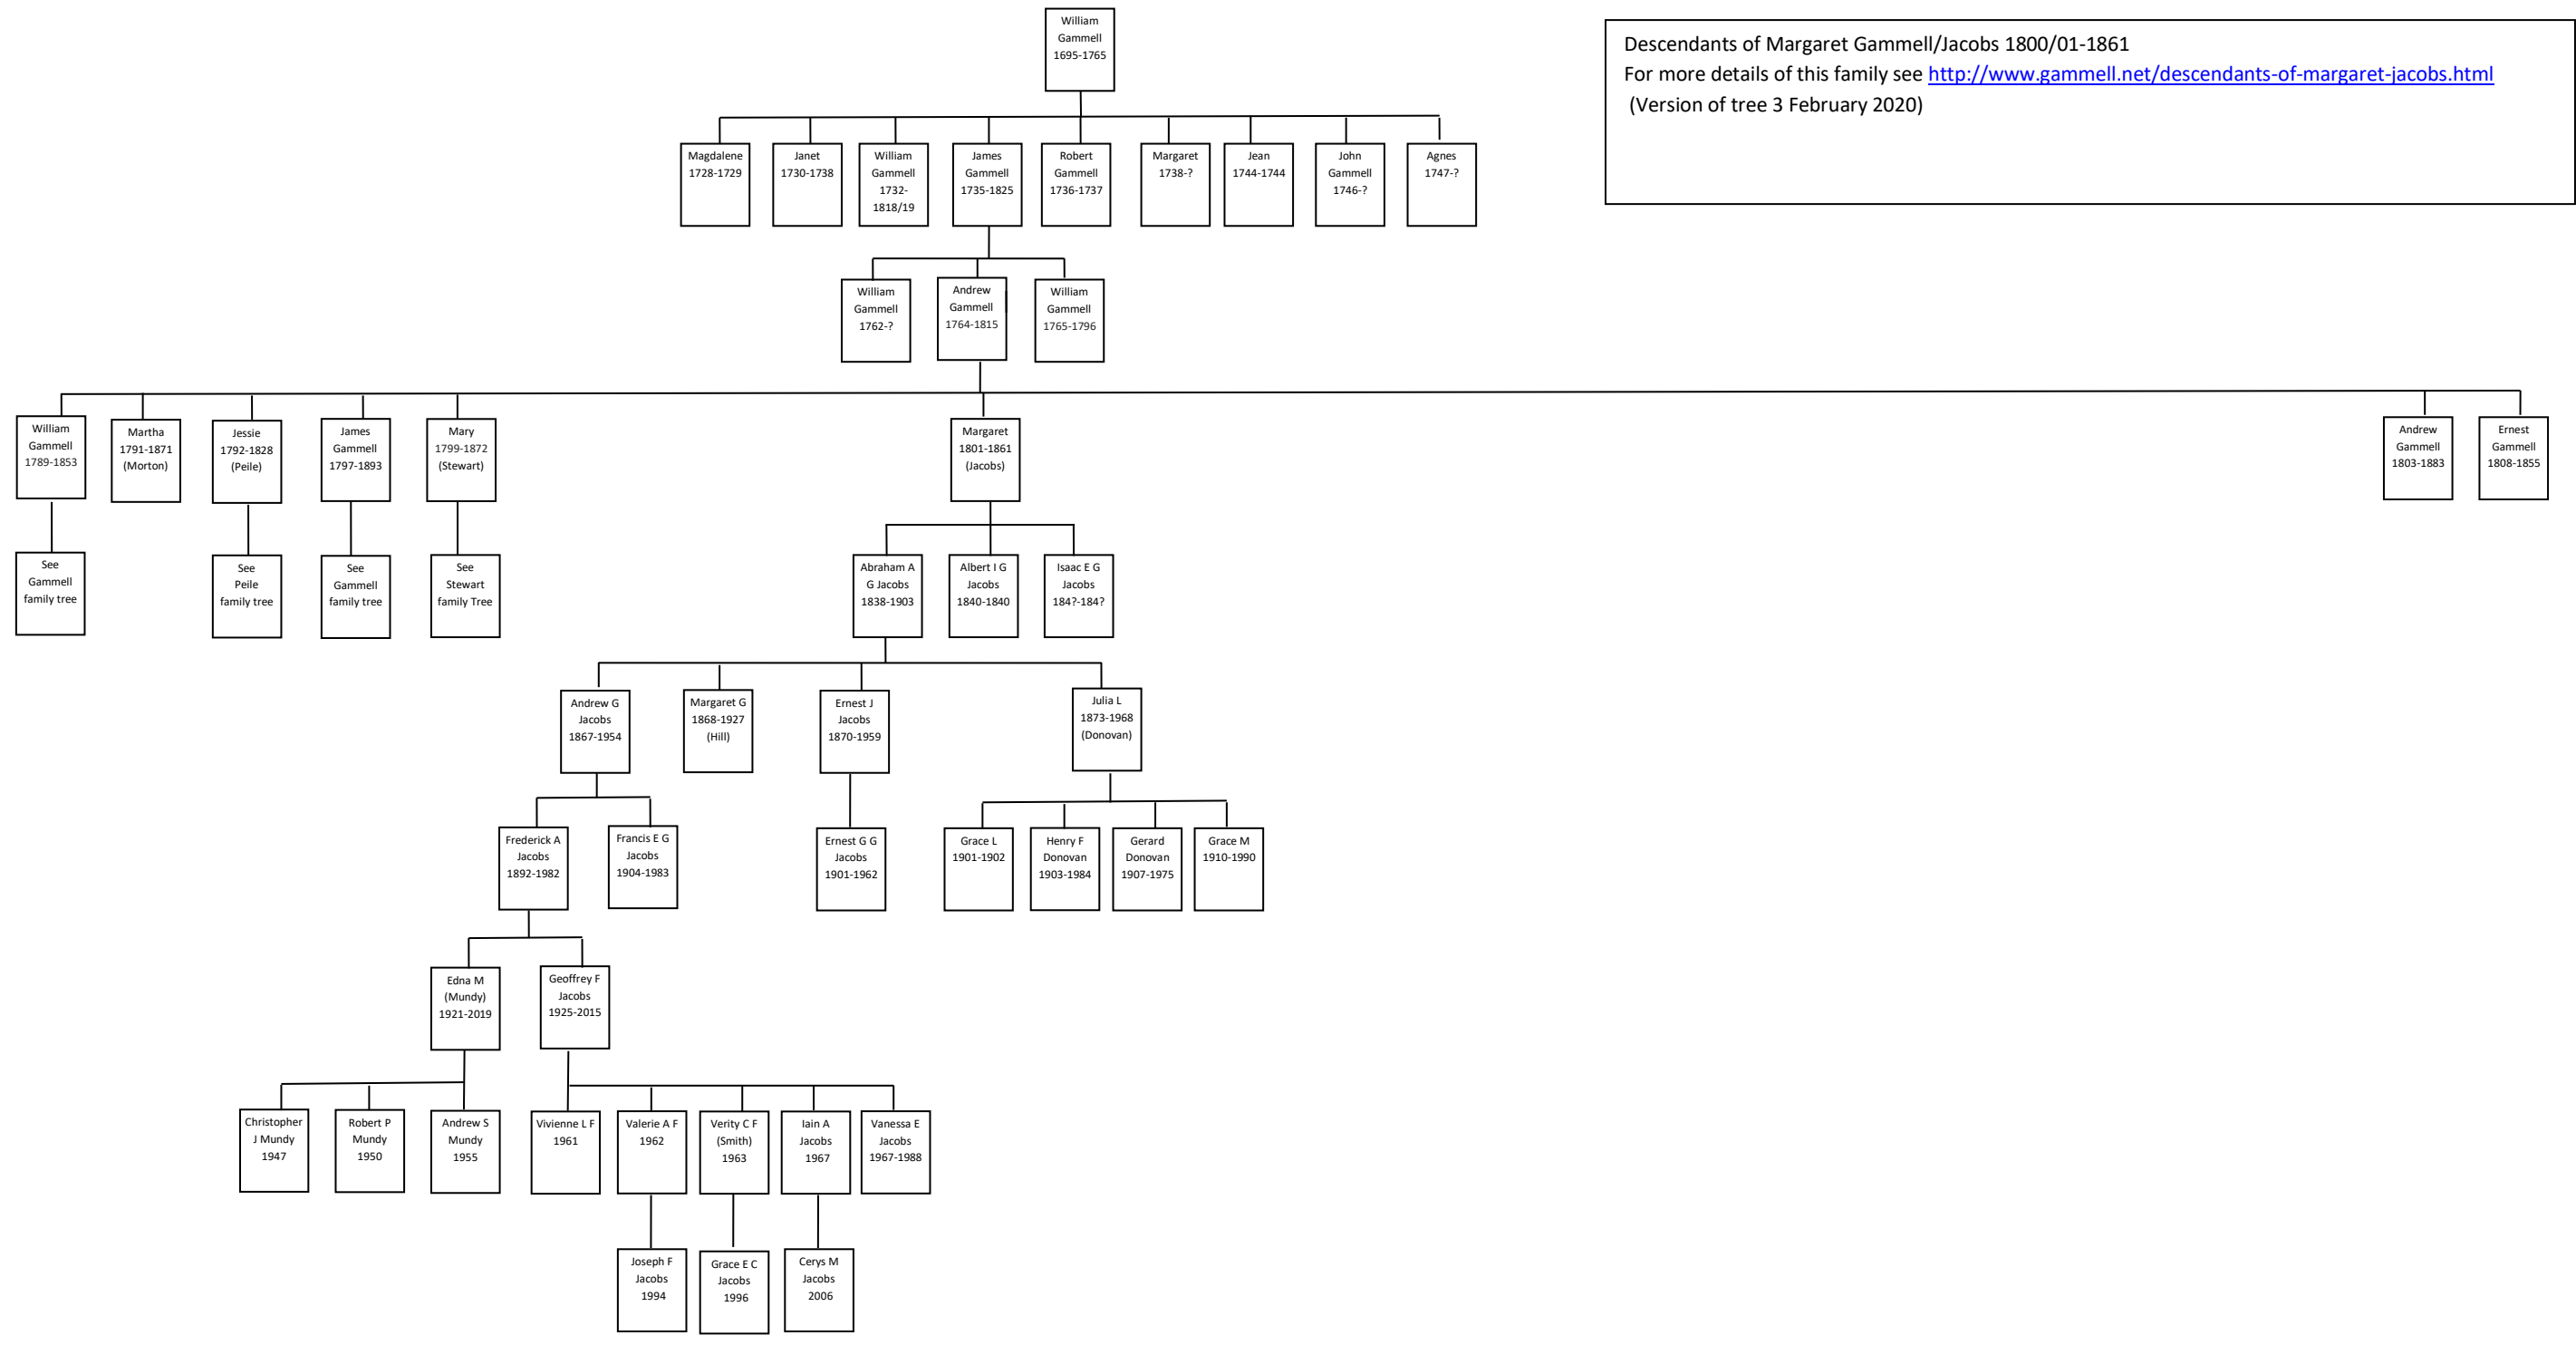 William
Gammell
1695-1765
Descendants of Margaret Gammell/Jacobs 1800/01-1861
For more details of this family see http://www.gammell.net/descendants-of-margaret-jacobs.html
(Version of tree 3 February 2020)
Magdalene
1728-1729
Janet
1730-1738
William
Gammell
1732-
1818/19
James
Gammell
1735-1825
Robert
Gammell
1736-1737
Margaret
1738-?
Jean
1744-1744
John
Gammell
1746-?
Agnes
1747-?
William
Gammell
1762-?
Andrew
Gammell
1764-1815
William
Gammell
1765-1796
William
Gammell
1789-1853
Martha
1791-1871
(Morton)
Jessie
1792-1828
(Peile)
James
Gammell
1797-1893
Mary
1799-1872
(Stewart)
Margaret
1801-1861
(Jacobs)
Andrew
Gammell
1803-1883
Ernest
Gammell
1808-1855
See
Gammell
family tree
See
Peile
family tree
See
Gammell
family tree
See
Stewart
family Tree
Abraham A
G Jacobs
1838-1903
Albert I G
Jacobs
1840-1840
Isaac E G
Jacobs
184?-184?
Andrew G
Jacobs
1867-1954
Margaret G
1868-1927
(Hill)
Ernest J
Jacobs
1870-1959
Julia L
1873-1968
(Donovan)
Frederick A
Jacobs
1892-1982
Francis E G
Jacobs
1904-1983
Ernest G G
Jacobs
1901-1962
Grace L
1901-1902
Henry F
Donovan
1903-1984
Gerard
Donovan
1907-1975
Grace M
1910-1990
Edna M
(Mundy)
1921-2019
Geoffrey F
Jacobs
1925-2015
Christopher
J Mundy
1947
Robert P
Mundy
1950
Andrew S
Mundy
1955
Vivienne L F
1961
Valerie A F
1962
Verity C F
(Smith)
1963
Iain A
Jacobs
1967
Vanessa E
Jacobs
1967-1988
Joseph F
Jacobs
1994
Grace E C
Jacobs
1996
Cerys M
Jacobs
2006